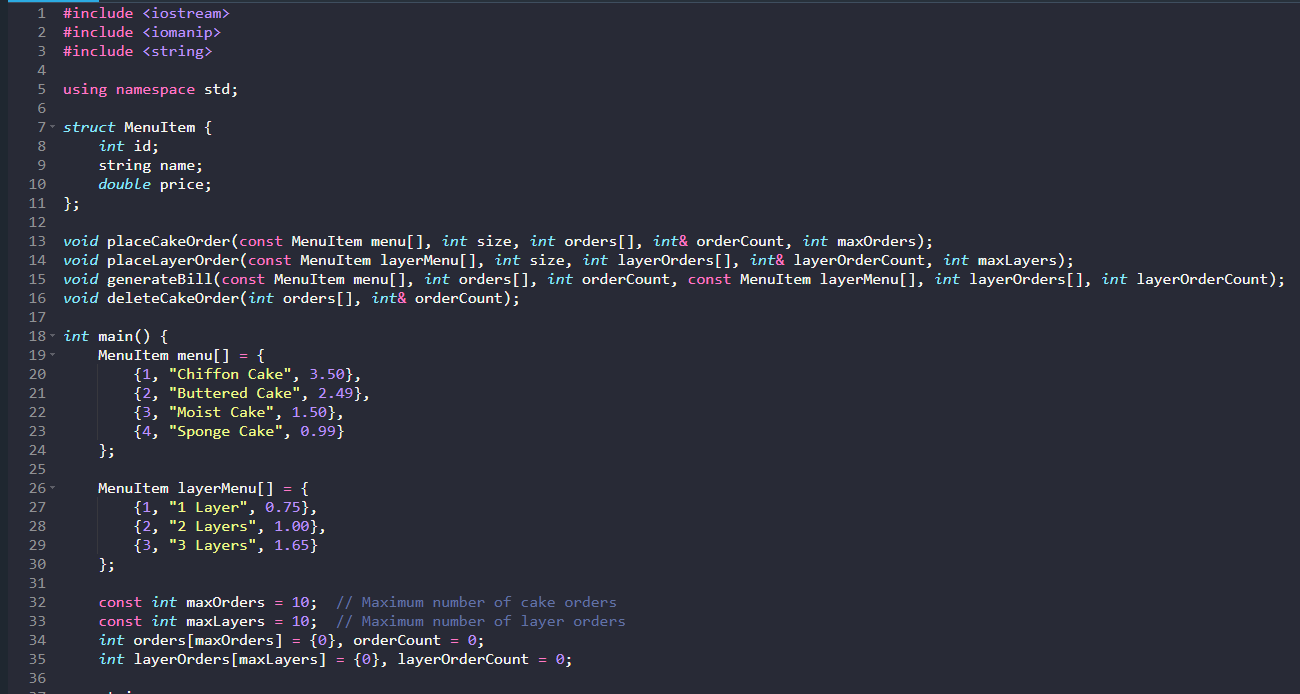 1 #include <iostream>
2 #include <iomanip>
3 #include <string>
4
5 using namespace std;
6
7 struct MenuItem {
8     int id;
9     string name;
10     double price;
11 };
12
13 void placeCakeOrder(const MenuItem menu[], int size, int orders[], int& orderCount, int maxOrders);
14 void placeLayerOrder(const MenuItem layerMenu[], int size, int layerOrders[], int& layerOrderCount, int maxLayers);
15 void generateBill(const MenuItem menu[], int orders[], int orderCount, const MenuItem layerMenu[], int layerOrders[], int layerOrderCount);
16 void deleteCakeOrder(int orders[], int& orderCount);
17
18 int main() {
19     MenuItem menu[] = {
20         {1, "Chiffon Cake", 3.50},
21         {2, "Buttered Cake", 2.49},
22         {3, "Moist Cake", 1.50},
23         {4, "Sponge Cake", 0.99}
24     };
25
26     MenuItem layerMenu[] = {
27         {1, "1 Layer", 0.75},
28         {2, "2 Layers", 1.00},
29         {3, "3 Layers", 1.65}
30     };
31
32     const int maxOrders = 10;  // Maximum number of cake orders
33     const int maxLayers = 10;  // Maximum number of layer orders
34     int orders[maxOrders] = {0}, orderCount = 0;
35     int layerOrders[maxLayers] = {0}, layerOrderCount = 0;
36